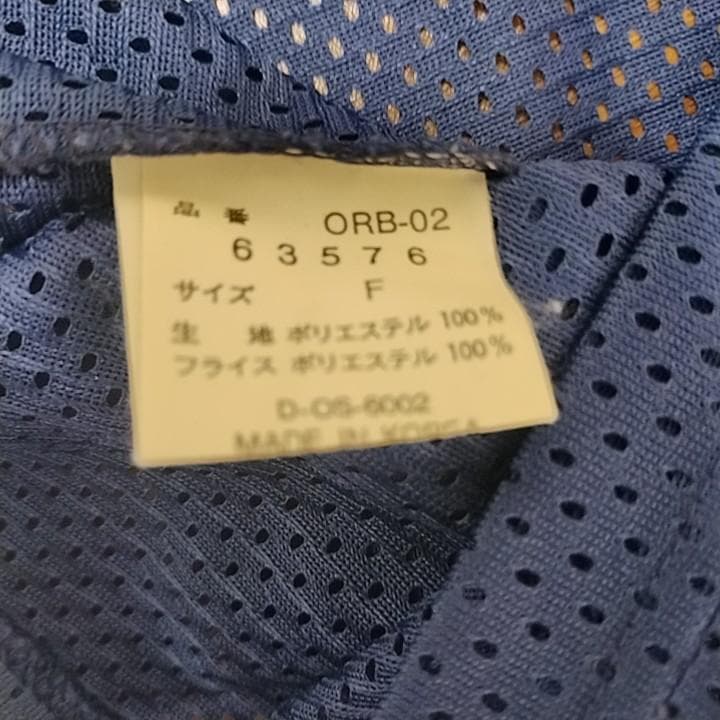 品番 ORB-02
63576
サイズ F
生地 ポリエステル 100%
フライス ポリエステル 100%
D-OS-6002
MADE IN KOREA